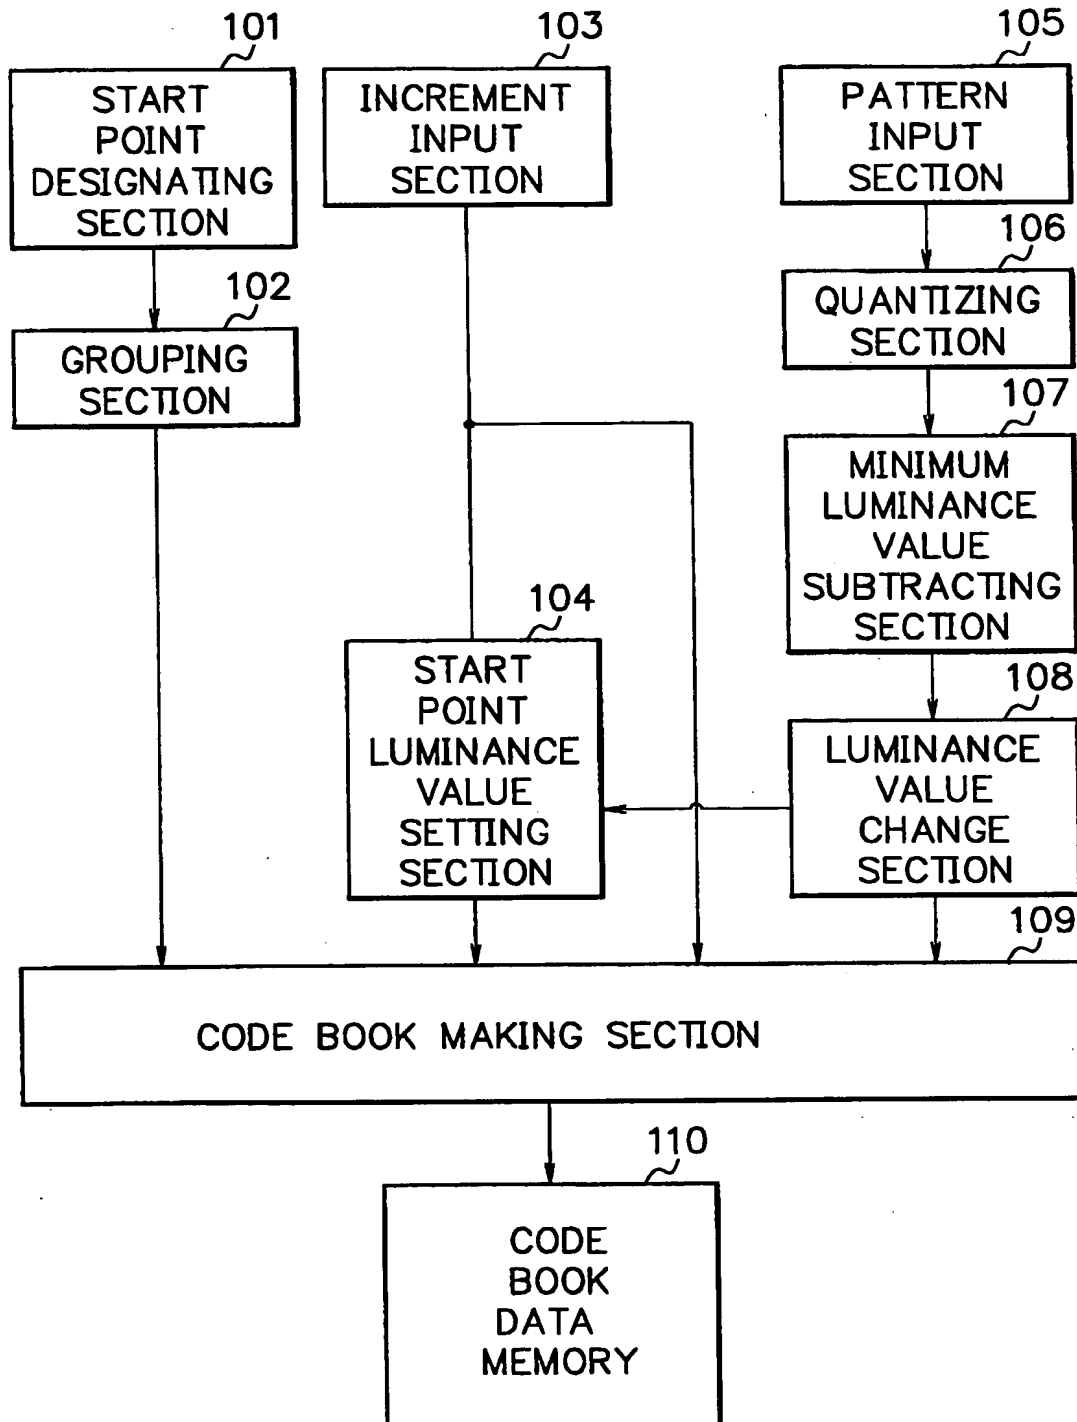 101
START
POINT
DESIGNATING
SECTION
102
GROUPING
SECTION
103
INCREMENT
INPUT
SECTION
104
START
POINT
LUMINANCE
VALUE
SETTING
SECTION
105
PATTERN
INPUT
SECTION
106
QUANTIZING
SECTION
107
MINIMUM
LUMINANCE
VALUE
SUBTRACTING
SECTION
108
LUMINANCE
VALUE
CHANGE
SECTION
109
CODE BOOK MAKING SECTION
110
CODE
BOOK
DATA
MEMORY